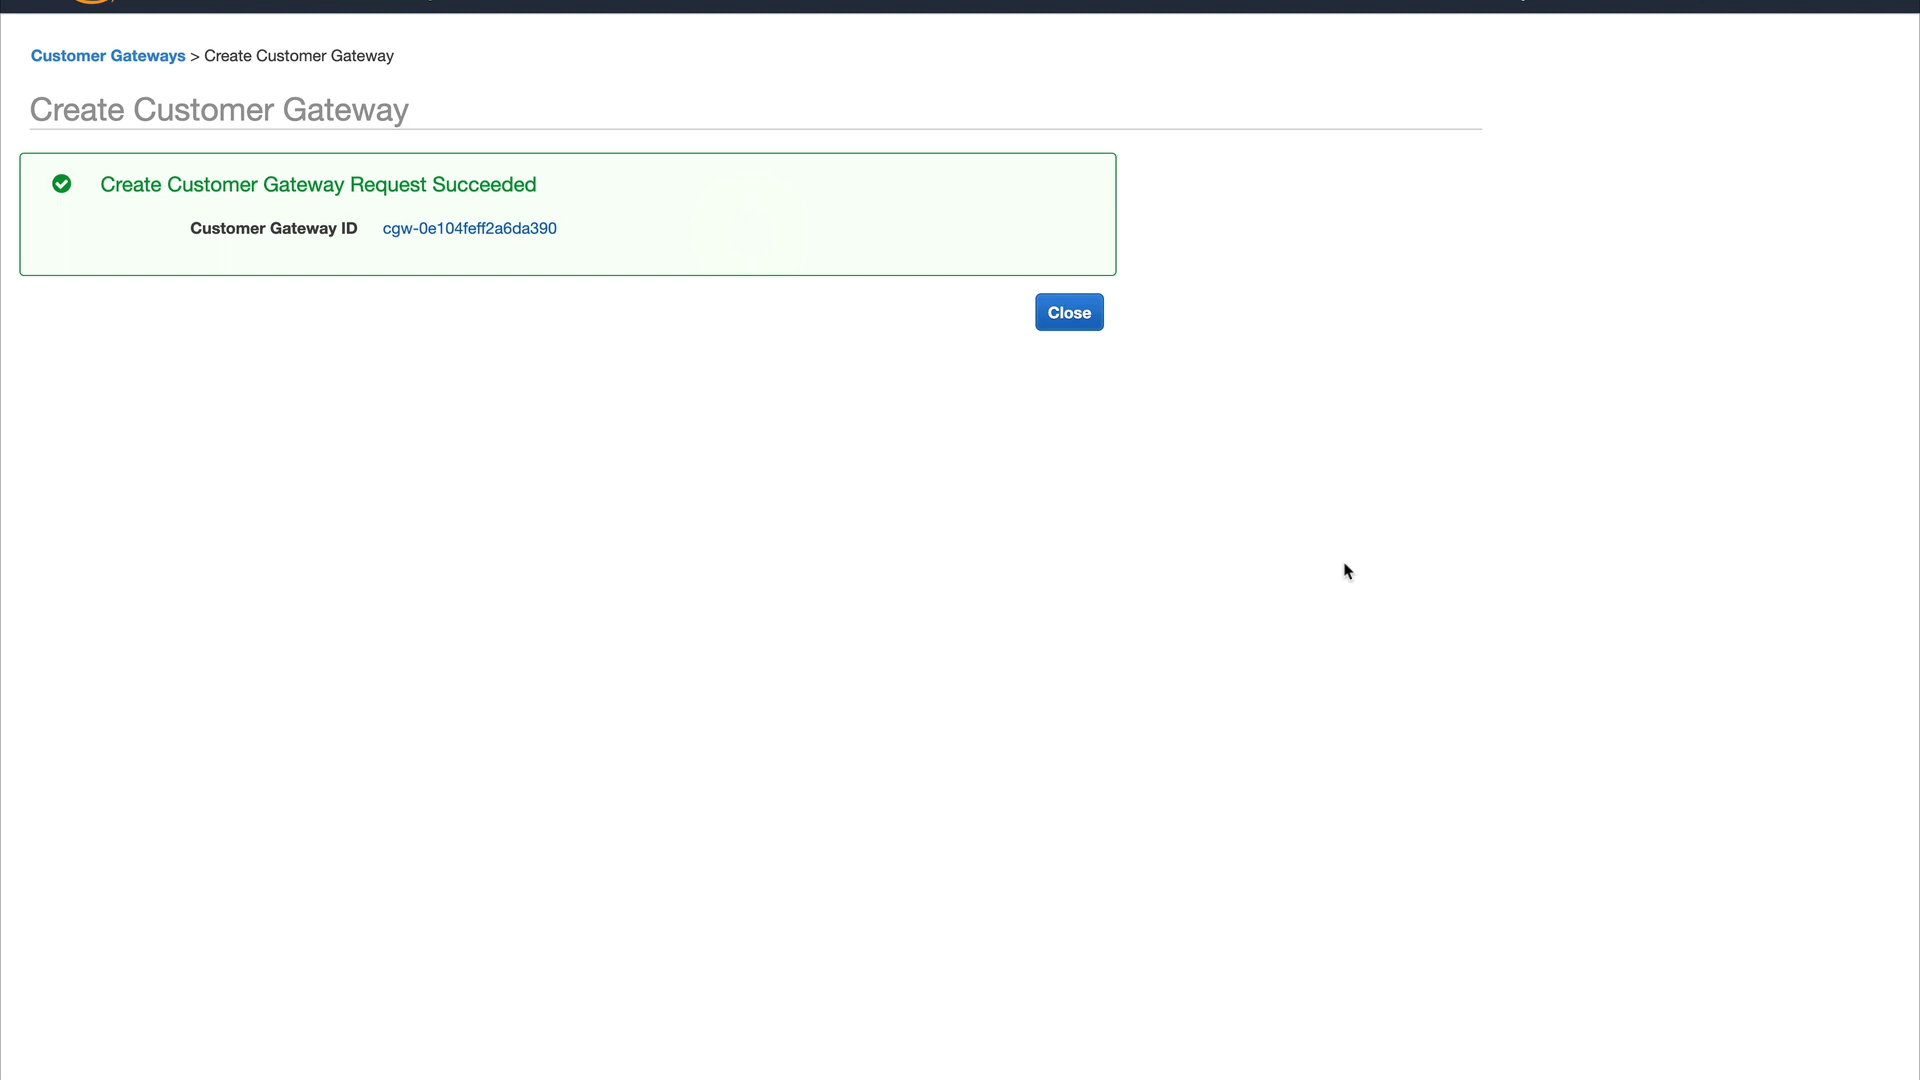 Customer Gateways > Create Customer Gateway
Create Customer Gateway
Create Customer Gateway Request Succeeded
Customer Gateway ID cgw-0e104feff2a6da390
Close